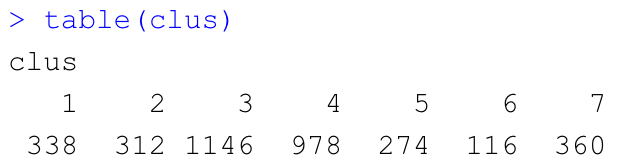 > table(clus)
clus
1 2 3 4 5 6 7
338 312 1146 978 274 116 360